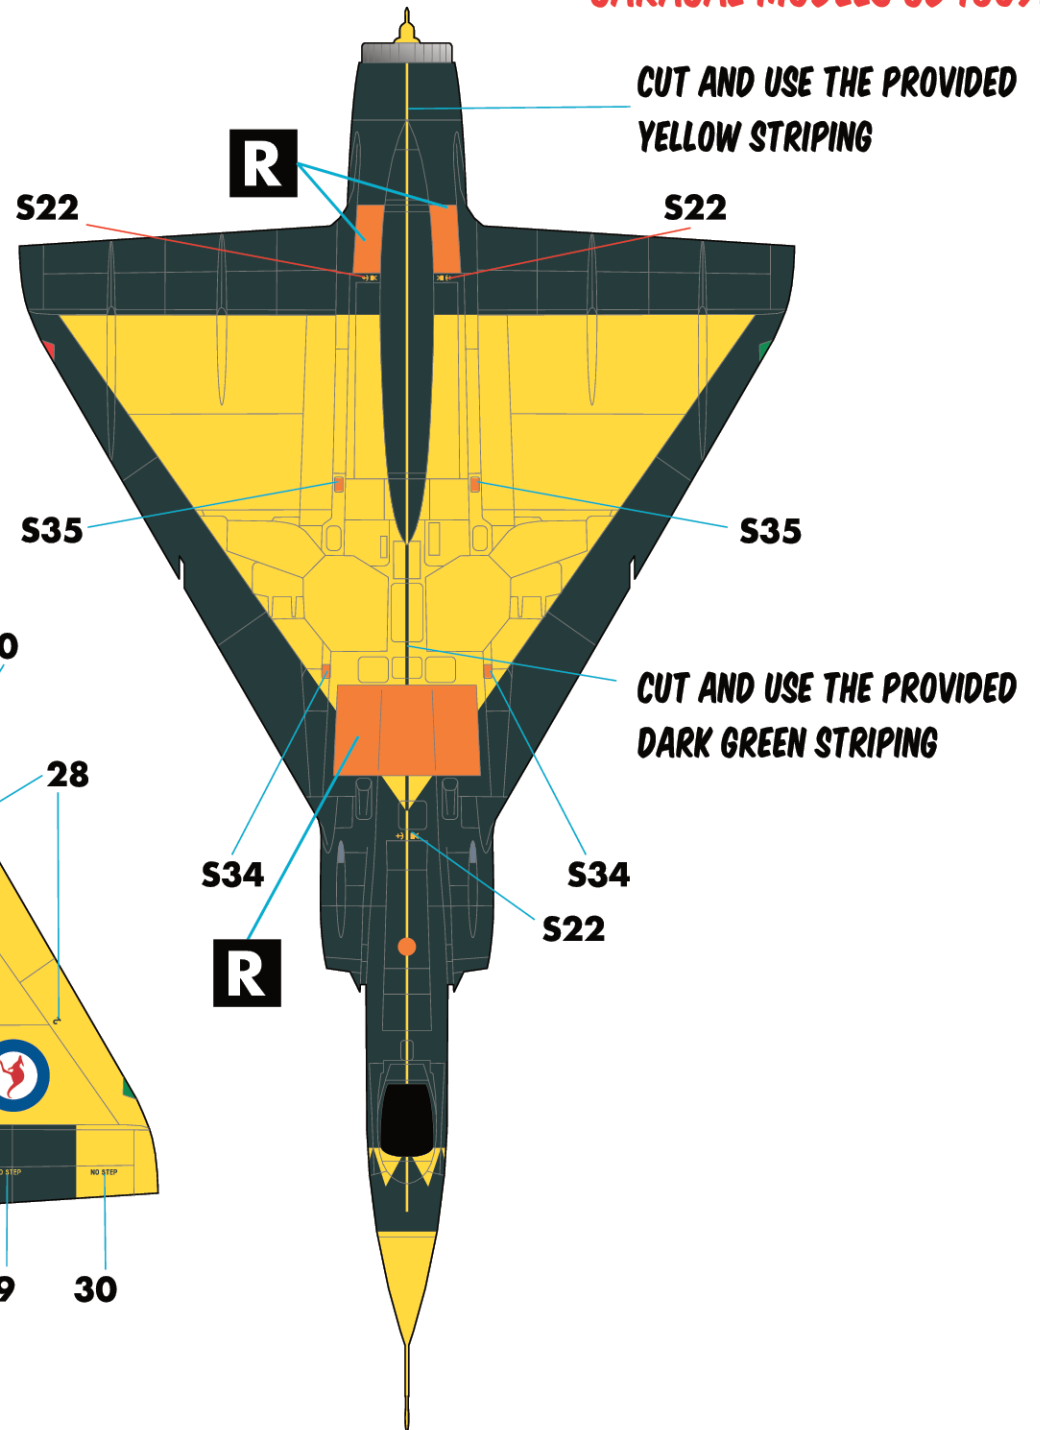 CUT AND USE THE PROVIDED
YELLOW STRIPING
R
S22
S22
S35
S35
CUT AND USE THE PROVIDED
DARK GREEN STRIPING
28
S34
S34
S22
R
NO STEP
30